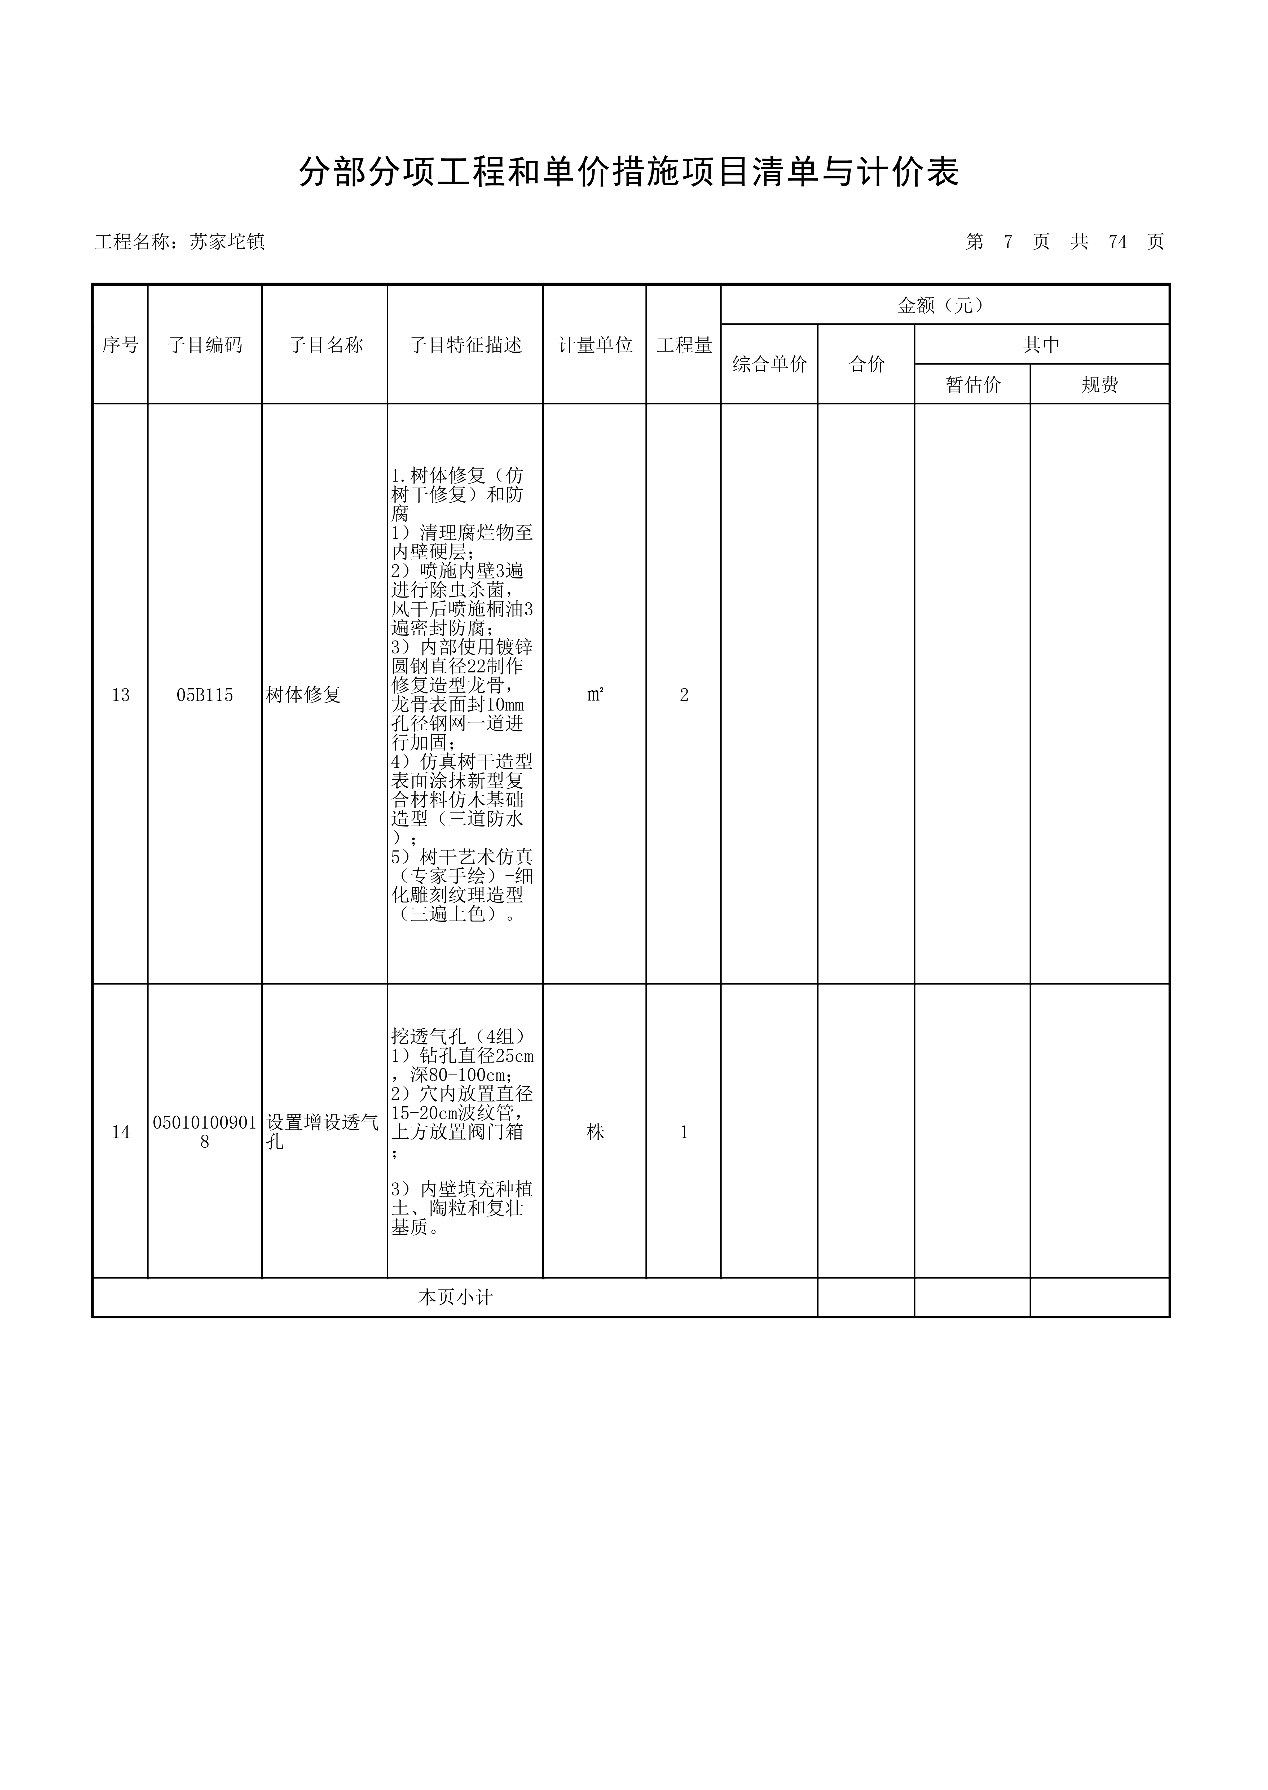 分部分项工程和单价措施项目清单与计价表
工程名称：苏家坨镇
第 7 页 共 74 页
序号
子目编码
子目名称
子目特征描述
计量单位
工程量
金额（元）
综合单价
合价
其中
暂估价
规费
13
05B115
树体修复
1.树体修复（仿
树干修复）和防
腐
1）清理腐烂物至
内壁硬层；
2）喷施内壁3遍
进行除虫杀菌，
风干后喷施桐油3
遍密封防腐；
3）内部使用镀锌
圆钢直径22制作
修复造型龙骨，
龙骨表面封10mm
孔径钢网一道进
行加固；
4）仿真树干造型
表面涂抹新型复
合材料仿木基础
造型（三道防水
）；
5）树干艺术仿真
（专家手绘）-细
化雕刻纹理造型
（三遍上色）。
m²
2
14
05010100901
8
设置增设透气
孔
挖透气孔（4组）
1）钻孔直径25cm
，深80-100cm；
2）穴内放置直径
15-20cm波纹管，
上方放置阀门箱
；
3）内壁填充种植
土、陶粒和复壮
基质。
株
1
本页小计